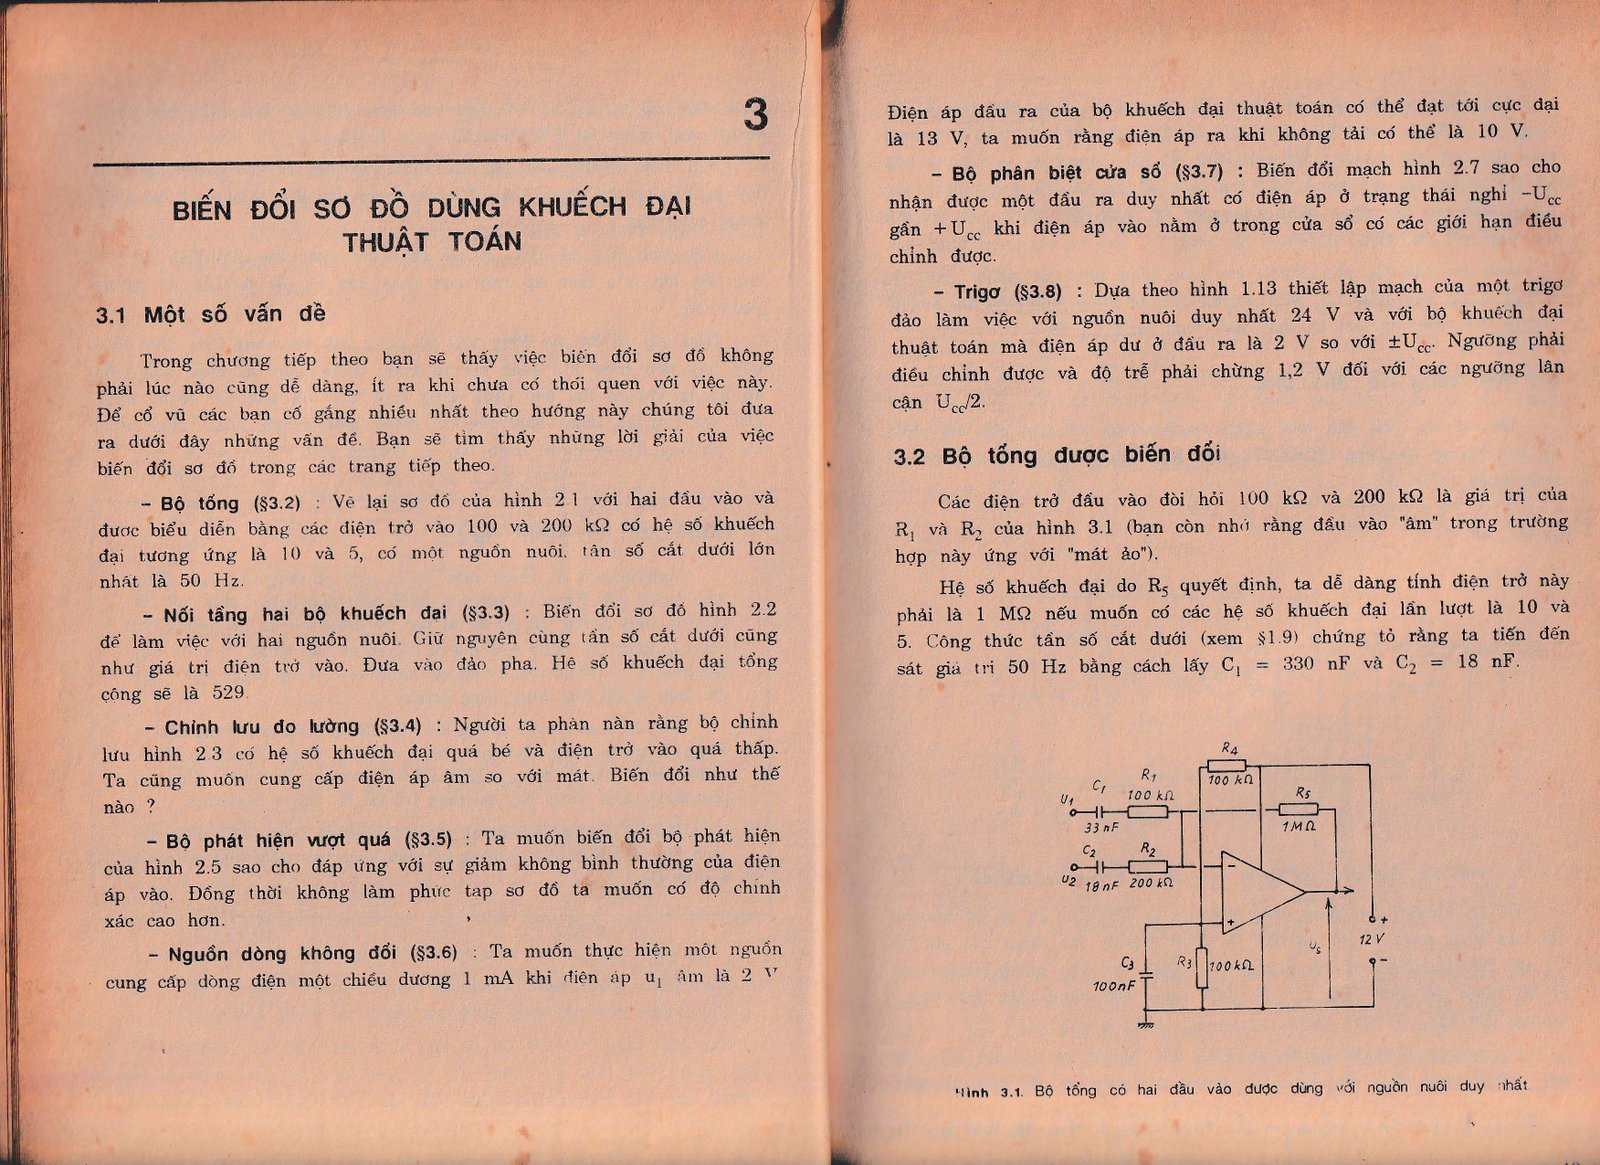 3
BIẾN ĐỔI SƠ ĐỒ DÙNG KHUẾCH ĐẠI
THUẬT TOÁN
3.1 Một số vấn đề
Trong chương tiếp theo bạn sẽ thấy việc biến đổi sơ đồ không
phải lúc nào cũng dễ dàng, ít ra khi chưa có thói quen với việc này.
Để cổ vũ các bạn cố gắng nhiều nhất theo hướng này chúng tôi đưa
ra dưới đây những vấn đề. Bạn sẽ tìm thấy những lời giải của việc
biến đổi sơ đồ trong các trang tiếp theo.
– Bộ tổng (§3.2) : Vẽ lại sơ đồ của hình 2.1 với hai đầu vào và
được biểu diễn bằng các điện trở vào 100 và 200 kΩ có hệ số khuếch
đại tương ứng là 10 và 5, có một nguồn nuôi, tần số cắt dưới lớn
nhất là 50 Hz.
– Nối tầng hai bộ khuếch đại (§3.3) : Biến đổi sơ đồ hình 2.2
để làm việc với hai nguồn nuôi. Giữ nguyên cùng tần số cắt dưới cũng
như giá trị điện trở vào. Đưa vào đảo pha. Hệ số khuếch đại tổng
cộng sẽ là 529.
– Chỉnh lưu đo lường (§3.4) : Người ta phàn nàn rằng bộ chỉnh
lưu hình 2.3 có hệ số khuếch đại quá bé và điện trở vào quá thấp.
Ta cũng muốn cung cấp điện áp âm so với mát. Biến đổi như thế
nào ?
– Bộ phát hiện vượt quá (§3.5) : Ta muốn biến đổi bộ phát hiện
của hình 2.5 sao cho đáp ứng với sự giảm không bình thường của điện
áp vào. Đồng thời không làm phức tạp sơ đồ ta muốn có độ chính
xác cao hơn.
– Nguồn dòng không đổi (§3.6) : Ta muốn thực hiện một nguồn
cung cấp dòng điện một chiều dương 1 mA khi điện áp u₁ âm là 2 V
Điện áp đầu ra của bộ khuếch đại thuật toán có thể đạt tới cực đại
là 13 V, ta muốn rằng điện áp ra khi không tải có thể là 10 V.
– Bộ phân biệt cửa sổ (§3.7) : Biến đổi mạch hình 2.7 sao cho
nhận được một đầu ra duy nhất có điện áp ở trạng thái nghỉ –Ucc
gần +Ucc khi điện áp vào nằm ở trong cửa sổ có các giới hạn điều
chỉnh được.
– Trigơ (§3.8) : Dựa theo hình 1.13 thiết lập mạch của một trigơ
đảo làm việc với nguồn nuôi duy nhất 24 V và với bộ khuếch đại
thuật toán mà điện áp dư ở đầu ra là 2 V so với ±Ucc. Ngưỡng phải
điều chỉnh được và độ trễ phải chừng 1,2 V đối với các ngưỡng lân
cận Ucc/2.
3.2 Bộ tổng được biến đổi
Các điện trở đầu vào đòi hỏi 100 kΩ và 200 kΩ là giá trị của
R₁ và R₂ của hình 3.1 (bạn còn nhớ rằng đầu vào "âm" trong trường
hợp này ứng với "mát ảo").
Hệ số khuếch đại do R₅ quyết định, ta dễ dàng tính điện trở này
phải là 1 MΩ nếu muốn có các hệ số khuếch đại lần lượt là 10 và
5. Công thức tần số cắt dưới (xem §1.9) chứng tỏ rằng ta tiến đến
sát giá trị 50 Hz bằng cách lấy C₁ = 330 nF và C₂ = 18 nF.
R4
100 kΩ
U1
C1
33 nF
R1
100 kΩ
R5
1MΩ
C2
U2
18 nF
R2
200 kΩ
–
+
+
12 V
–
Us
C3
100nF
R3
100kΩ
Hình 3.1. Bộ tổng có hai đầu vào được dùng với nguồn nuôi duy nhất.